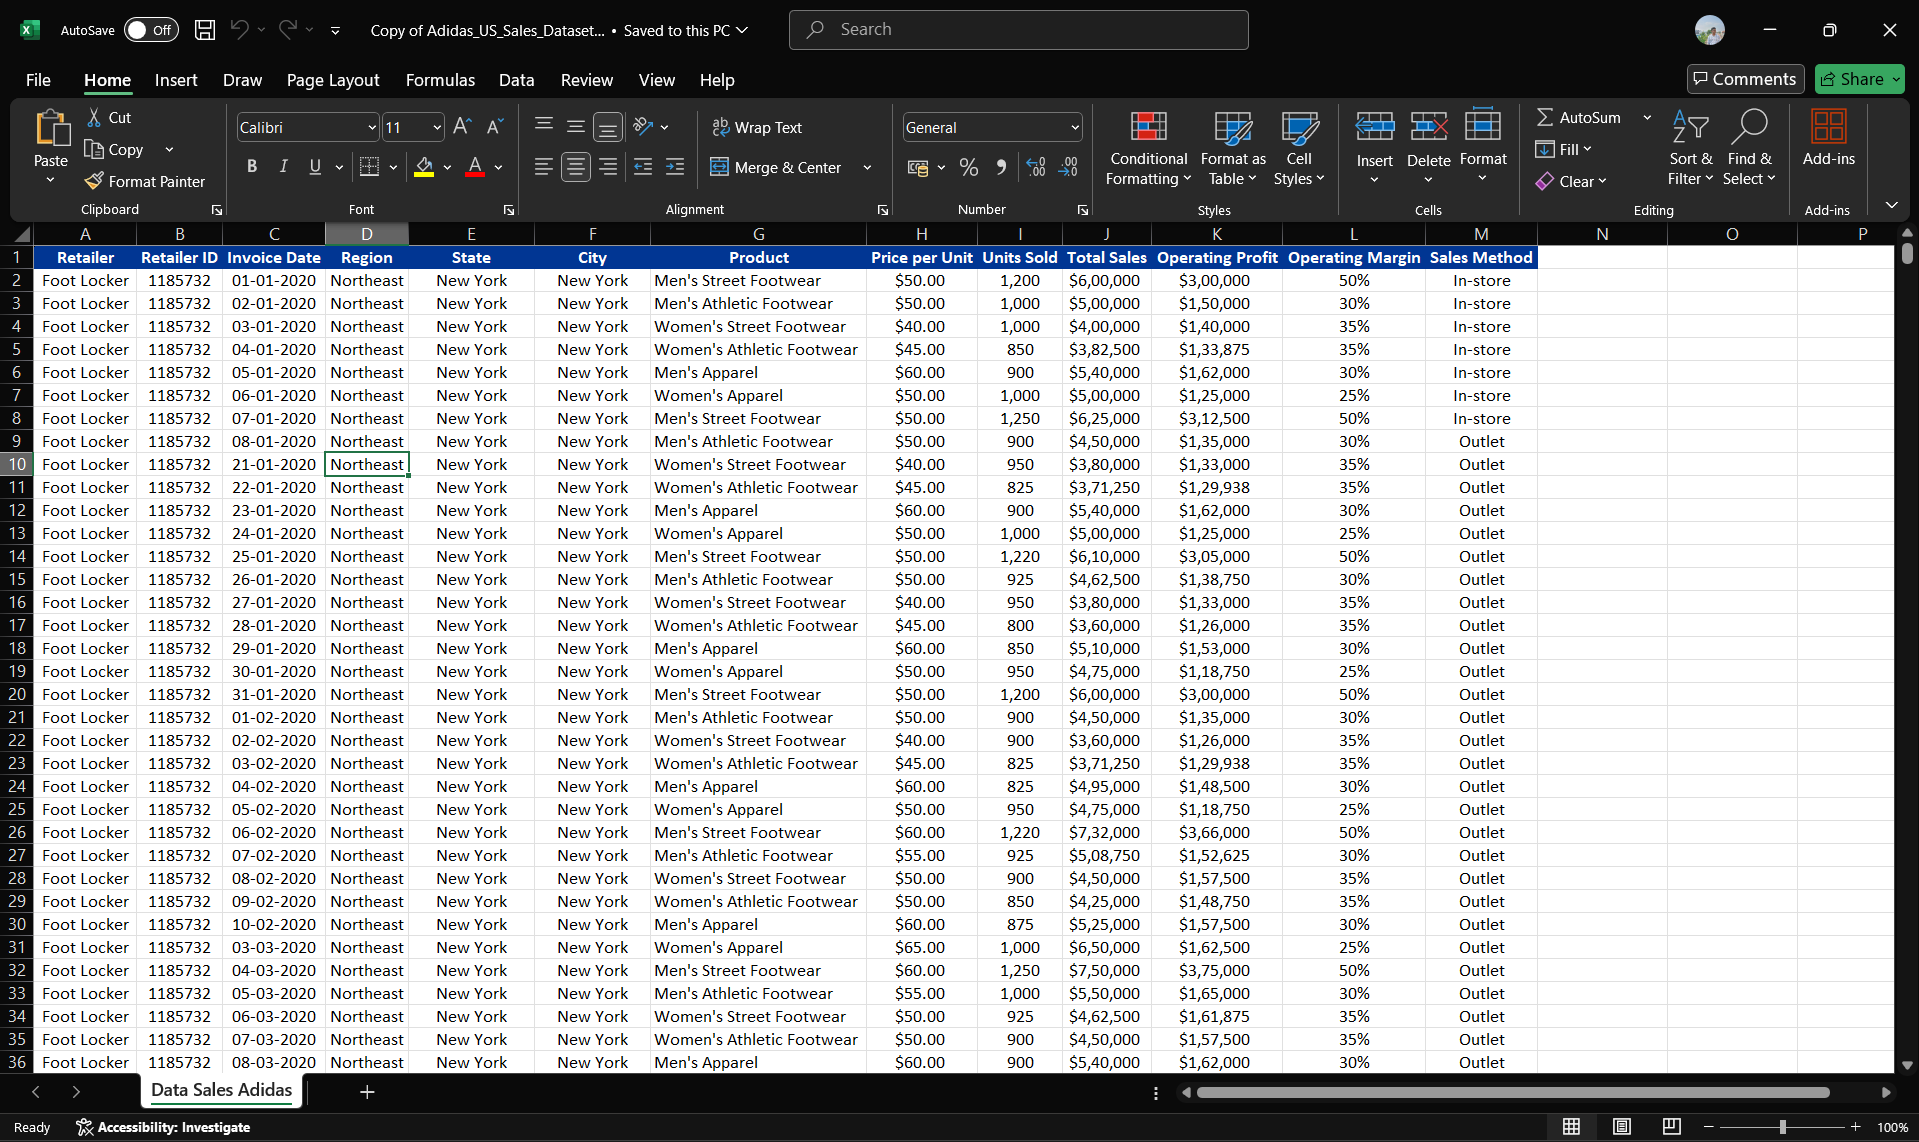 AutoSave Off Copy of Adidas_US_Sales_Dataset... • Saved to this PC Search
File Home Insert Draw Page Layout Formulas Data Review View Help Comments Share
Paste Cut Copy Format Painter Clipboard
Calibri 11 B I U A Font
Wrap Text Merge & Center Alignment
General % Number
Conditional Formatting Format as Table Cell Styles Styles
Insert Delete Format Cells
AutoSum Fill Clear Sort & Filter Find & Select Editing
Add-ins Add-ins
A B C D E F G H I J K L M N O P
1 Retailer Retailer ID Invoice Date Region State City Product Price per Unit Units Sold Total Sales Operating Profit Operating Margin Sales Method
2 Foot Locker 1185732 01-01-2020 Northeast New York New York Men's Street Footwear $50.00 1,200 $6,00,000 $3,00,000 50% In-store
3 Foot Locker 1185732 02-01-2020 Northeast New York New York Men's Athletic Footwear $50.00 1,000 $5,00,000 $1,50,000 30% In-store
4 Foot Locker 1185732 03-01-2020 Northeast New York New York Women's Street Footwear $40.00 1,000 $4,00,000 $1,40,000 35% In-store
5 Foot Locker 1185732 04-01-2020 Northeast New York New York Women's Athletic Footwear $45.00 850 $3,82,500 $1,33,875 35% In-store
6 Foot Locker 1185732 05-01-2020 Northeast New York New York Men's Apparel $60.00 900 $5,40,000 $1,62,000 30% In-store
7 Foot Locker 1185732 06-01-2020 Northeast New York New York Women's Apparel $50.00 1,000 $5,00,000 $1,25,000 25% In-store
8 Foot Locker 1185732 07-01-2020 Northeast New York New York Men's Street Footwear $50.00 1,250 $6,25,000 $3,12,500 50% In-store
9 Foot Locker 1185732 08-01-2020 Northeast New York New York Men's Athletic Footwear $50.00 900 $4,50,000 $1,35,000 30% Outlet
10 Foot Locker 1185732 21-01-2020 Northeast New York New York Women's Street Footwear $40.00 950 $3,80,000 $1,33,000 35% Outlet
11 Foot Locker 1185732 22-01-2020 Northeast New York New York Women's Athletic Footwear $45.00 825 $3,71,250 $1,29,938 35% Outlet
12 Foot Locker 1185732 23-01-2020 Northeast New York New York Men's Apparel $60.00 900 $5,40,000 $1,62,000 30% Outlet
13 Foot Locker 1185732 24-01-2020 Northeast New York New York Women's Apparel $50.00 1,000 $5,00,000 $1,25,000 25% Outlet
14 Foot Locker 1185732 25-01-2020 Northeast New York New York Men's Street Footwear $50.00 1,220 $6,10,000 $3,05,000 50% Outlet
15 Foot Locker 1185732 26-01-2020 Northeast New York New York Men's Athletic Footwear $50.00 925 $4,62,500 $1,38,750 30% Outlet
16 Foot Locker 1185732 27-01-2020 Northeast New York New York Women's Street Footwear $40.00 950 $3,80,000 $1,33,000 35% Outlet
17 Foot Locker 1185732 28-01-2020 Northeast New York New York Women's Athletic Footwear $45.00 800 $3,60,000 $1,26,000 35% Outlet
18 Foot Locker 1185732 29-01-2020 Northeast New York New York Men's Apparel $60.00 850 $5,10,000 $1,53,000 30% Outlet
19 Foot Locker 1185732 30-01-2020 Northeast New York New York Women's Apparel $50.00 950 $4,75,000 $1,18,750 25% Outlet
20 Foot Locker 1185732 31-01-2020 Northeast New York New York Men's Street Footwear $50.00 1,200 $6,00,000 $3,00,000 50% Outlet
21 Foot Locker 1185732 01-02-2020 Northeast New York New York Men's Athletic Footwear $50.00 900 $4,50,000 $1,35,000 30% Outlet
22 Foot Locker 1185732 02-02-2020 Northeast New York New York Women's Street Footwear $40.00 900 $3,60,000 $1,26,000 35% Outlet
23 Foot Locker 1185732 03-02-2020 Northeast New York New York Women's Athletic Footwear $45.00 825 $3,71,250 $1,29,938 35% Outlet
24 Foot Locker 1185732 04-02-2020 Northeast New York New York Men's Apparel $60.00 825 $4,95,000 $1,48,500 30% Outlet
25 Foot Locker 1185732 05-02-2020 Northeast New York New York Women's Apparel $50.00 950 $4,75,000 $1,18,750 25% Outlet
26 Foot Locker 1185732 06-02-2020 Northeast New York New York Men's Street Footwear $60.00 1,220 $7,32,000 $3,66,000 50% Outlet
27 Foot Locker 1185732 07-02-2020 Northeast New York New York Men's Athletic Footwear $55.00 925 $5,08,750 $1,52,625 30% Outlet
28 Foot Locker 1185732 08-02-2020 Northeast New York New York Women's Street Footwear $50.00 900 $4,50,000 $1,57,500 35% Outlet
29 Foot Locker 1185732 09-02-2020 Northeast New York New York Women's Athletic Footwear $50.00 850 $4,25,000 $1,48,750 35% Outlet
30 Foot Locker 1185732 10-02-2020 Northeast New York New York Men's Apparel $60.00 875 $5,25,000 $1,57,500 30% Outlet
31 Foot Locker 1185732 03-03-2020 Northeast New York New York Women's Apparel $65.00 1,000 $6,50,000 $1,62,500 25% Outlet
32 Foot Locker 1185732 04-03-2020 Northeast New York New York Men's Street Footwear $60.00 1,250 $7,50,000 $3,75,000 50% Outlet
33 Foot Locker 1185732 05-03-2020 Northeast New York New York Men's Athletic Footwear $55.00 1,000 $5,50,000 $1,65,000 30% Outlet
34 Foot Locker 1185732 06-03-2020 Northeast New York New York Women's Street Footwear $50.00 925 $4,62,500 $1,61,875 35% Outlet
35 Foot Locker 1185732 07-03-2020 Northeast New York New York Women's Athletic Footwear $50.00 900 $4,50,000 $1,57,500 35% Outlet
36 Foot Locker 1185732 08-03-2020 Northeast New York New York Men's Apparel $60.00 900 $5,40,000 $1,62,000 30% Outlet
Data Sales Adidas
Ready Accessibility: Investigate 100%